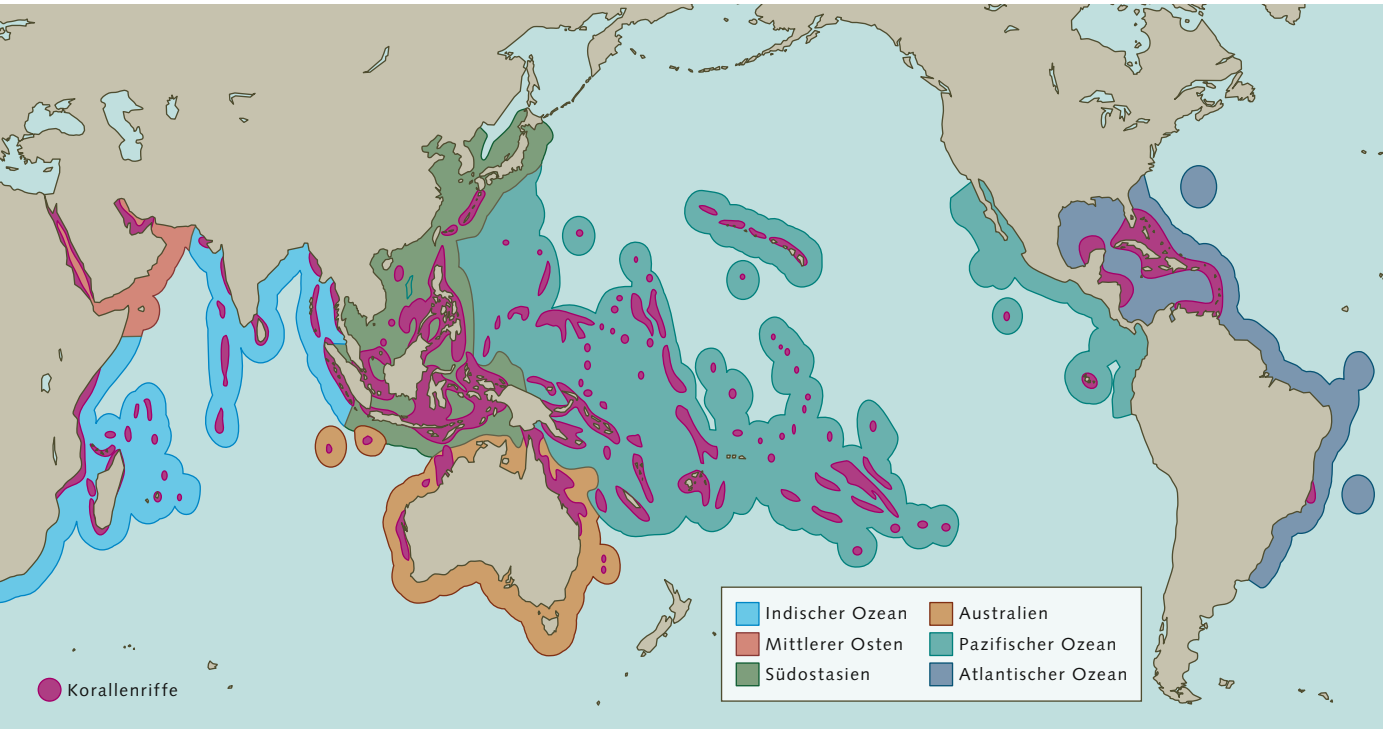 Indischer Ozean
Mittlerer Osten
Südostasien
Australien
Pazifischer Ozean
Atlantischer Ozean
Korallenriffe